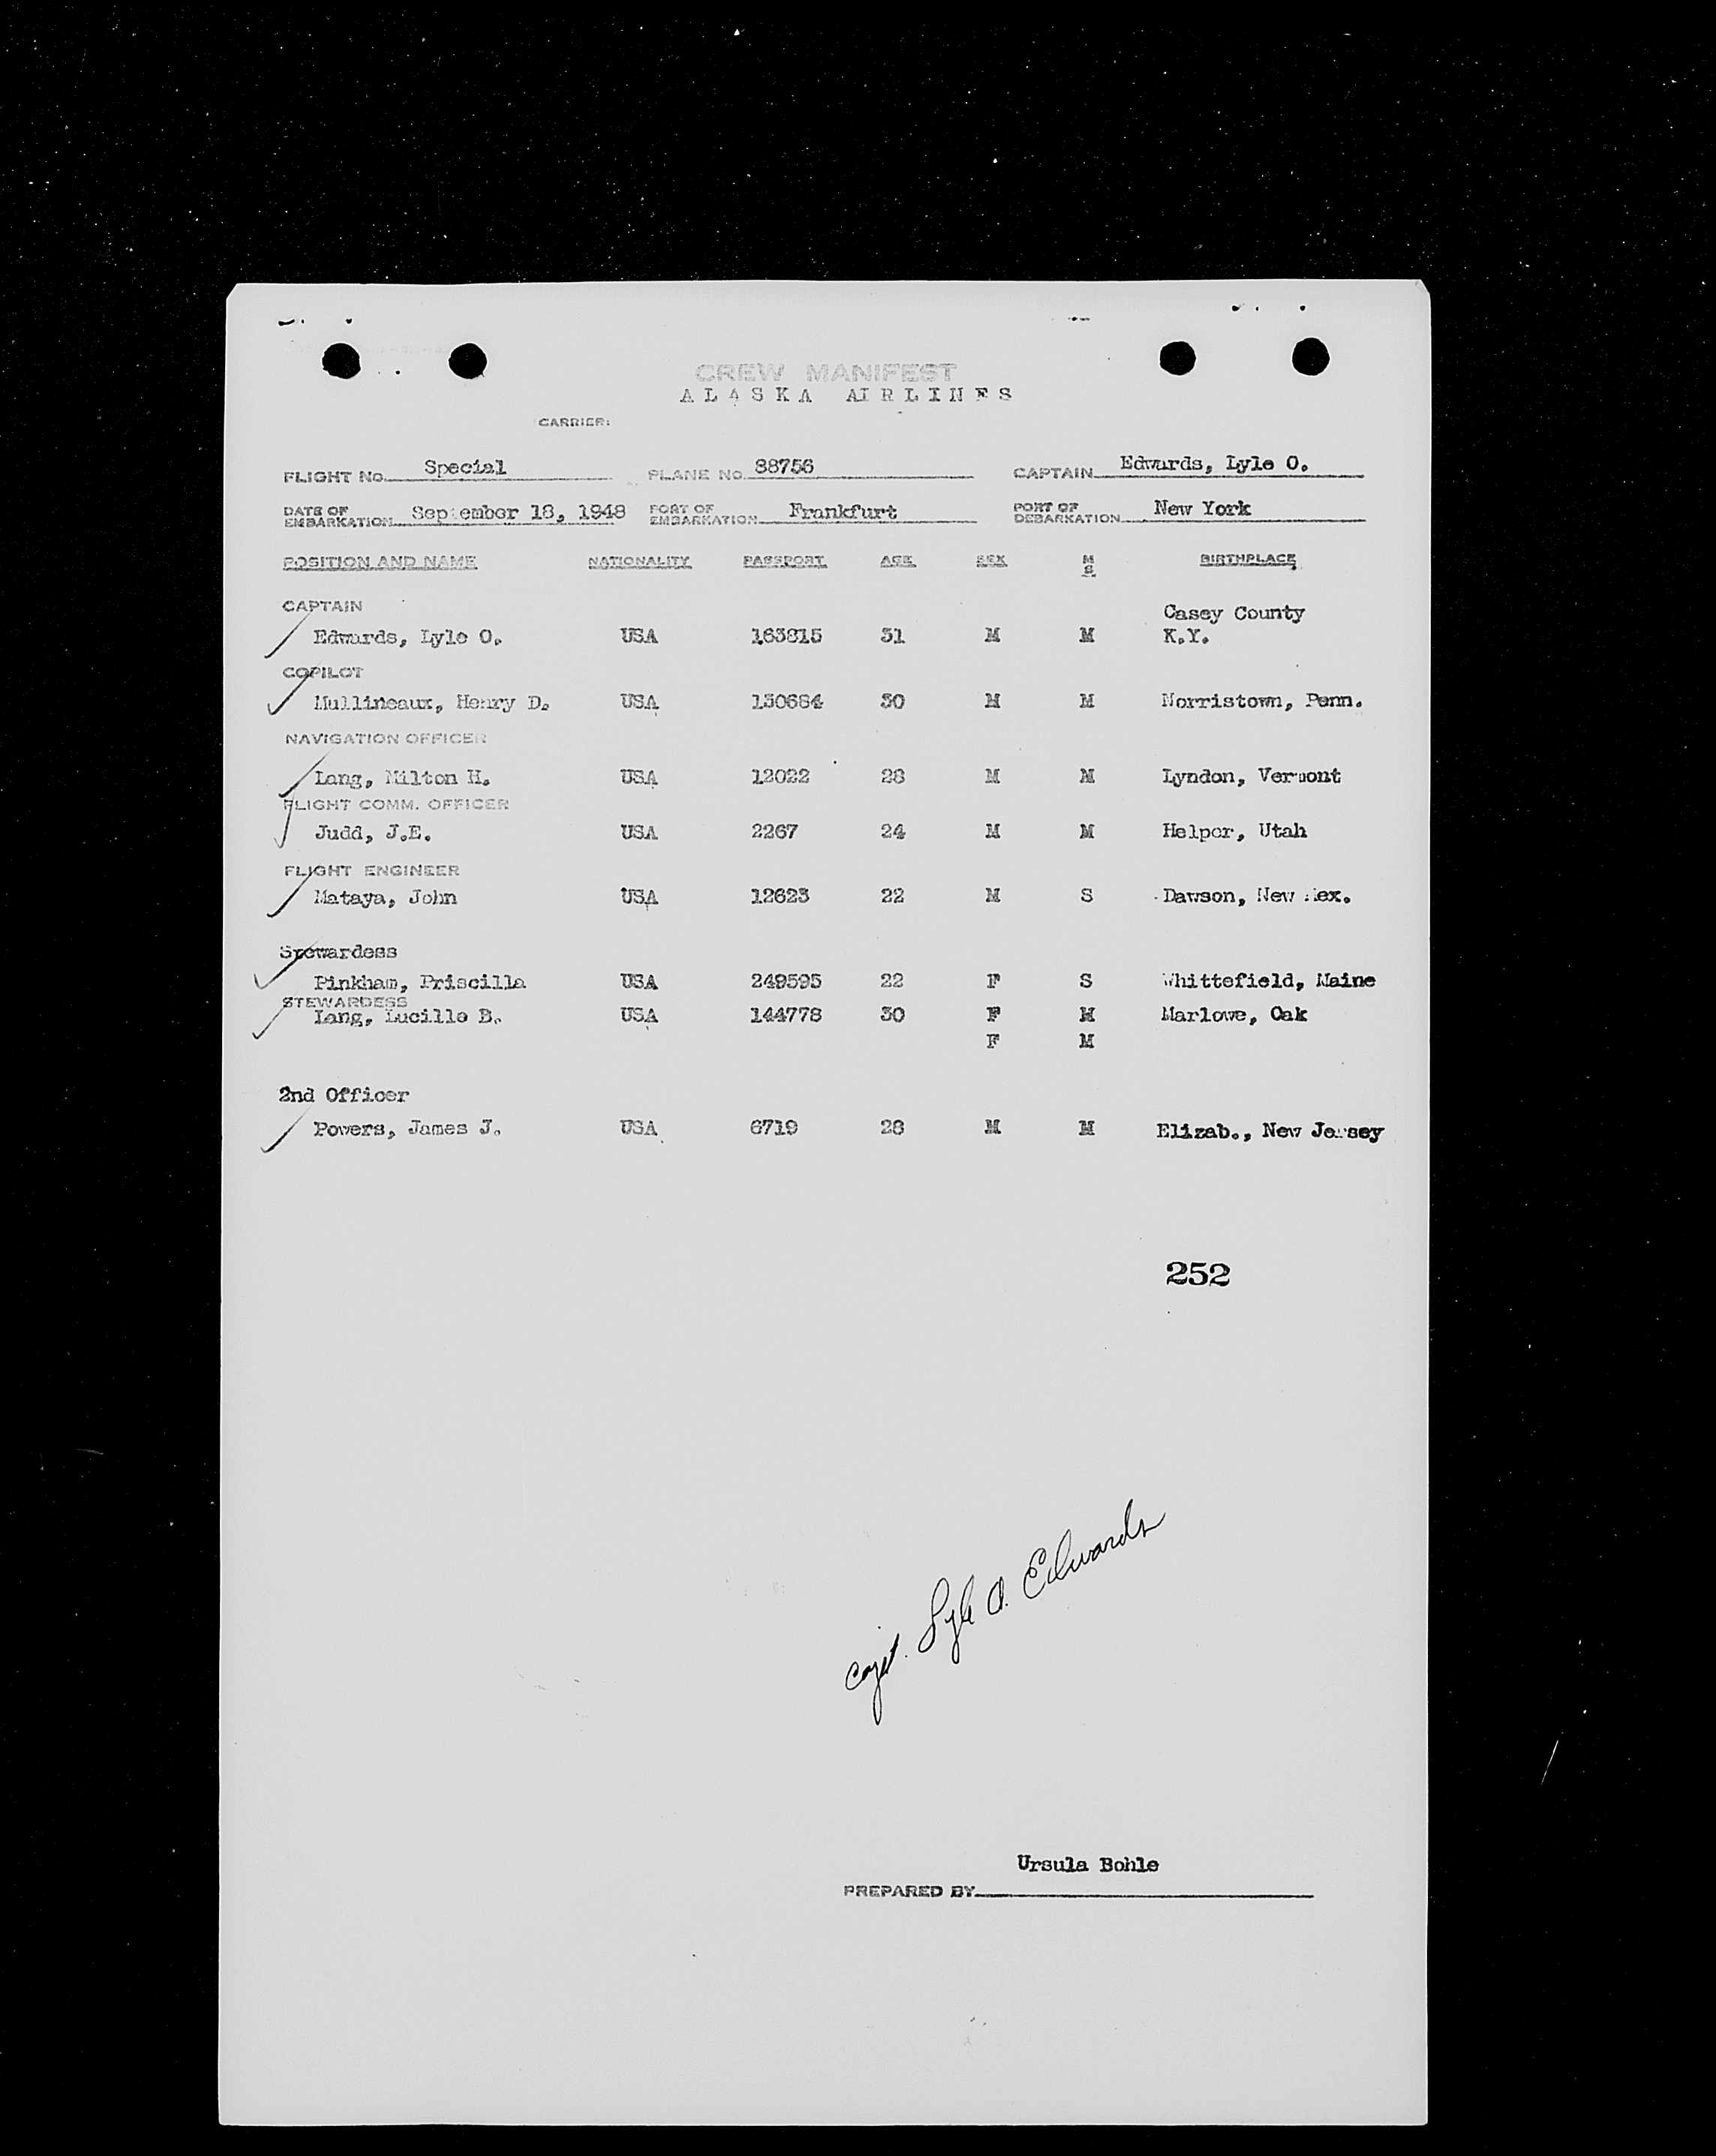 CREW MANIFEST
ALASKA AIRLINES
CARRIER:
FLIGHT No. Special PLANE No. 88756 CAPTAIN Edwards, Lyle O.
DATE OF EMBARKATION September 18, 1948 PORT OF EMBARKATION Frankfurt PORT OF DEBARKATION New York
POSITION AND NAME NATIONALITY PASSPORT AGE SEX M S BIRTHPLACE
CAPTAIN
Casey County
Edwards, Lyle O. USA 163815 31 M M K.Y.
COPILOT
Mullineaux, Henry D. USA 130684 30 M M Norristown, Penn.
NAVIGATION OFFICER
Lang, Milton H. USA 12022 28 M M Lyndon, Vermont
FLIGHT COMM. OFFICER
Judd, J.E. USA 2267 24 M M Helper, Utah
FLIGHT ENGINEER
Mataya, John USA 12623 22 M S Dawson, New Mex.
Stewardess
Pinkham, Priscilla USA 249595 22 F S Whittefield, Maine
STEWARDESS
Lang, Lucille B. USA 144778 30 F M Marlowe, Oak
F M
2nd Officer
Powers, James J. USA 6719 28 M M Elizab., New Jersey
252
Capt. Lyle O. Edwards
Ursula Bohle
PREPARED BY